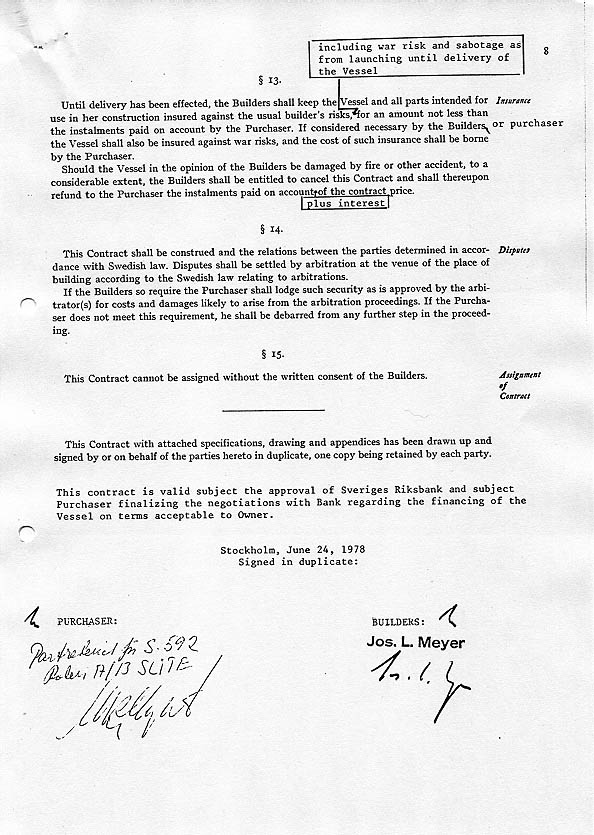 including war risk and sabotage as
from launching until delivery of
the Vessel
8
§ 13.
Until delivery has been effected, the Builders shall keep the Vessel and all parts intended for
Insurance
use in her construction insured against the usual builder's risks, for an amount not less than
the instalments paid on account by the Purchaser. If considered necessary by the Builders, or purchaser
the Vessel shall also be insured against war risks, and the cost of such insurance shall be borne
by the Purchaser.
Should the Vessel in the opinion of the Builders be damaged by fire or other accident, to a
considerable extent, the Builders shall be entitled to cancel this Contract and shall thereupon
refund to the Purchaser the instalments paid on account of the contract price.
plus interest
§ 14.
This Contract shall be construed and the relations between the parties determined in accor-
Disputes
dance with Swedish law. Disputes shall be settled by arbitration at the venue of the place of
building according to the Swedish law relating to arbitrations.
If the Builders so require the Purchaser shall lodge such security as is approved by the arbi-
trator(s) for costs and damages likely to arise from the arbitration proceedings. If the Purcha-
ser does not meet this requirement, he shall be debarred from any further step in the proceed-
ing.
§ 15.
This Contract cannot be assigned without the written consent of the Builders.
Assignment
of
Contract
This Contract with attached specifications, drawing and appendices has been drawn up and
signed by or on behalf of the parties hereto in duplicate, one copy being retained by each party.
This contract is valid subject the approval of Sveriges Riksbank and subject
Purchaser finalizing the negotiations with Bank regarding the financing of the
Vessel on terms acceptable to Owner.
Stockholm, June 24, 1978
Signed in duplicate:
PURCHASER:
BUILDERS:
Jos. L. Meyer
för S.592
SLITE